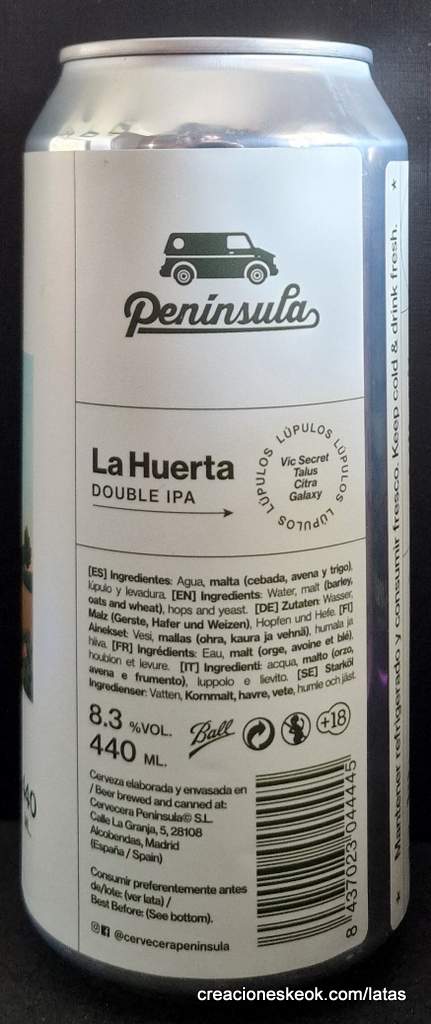 Península
La Huerta
DOUBLE IPA
LÚPULOS LÚPULOS LÚPULOS LÚPULOS
Vic Secret
Talus
Citra
Galaxy
[ES] Ingredientes: Agua, malta (cebada, avena y trigo),
lúpulo y levadura. [EN] Ingredients: Water, malt (barley,
oats and wheat), hops and yeast. [DE] Zutaten: Wasser,
Malz (Gerste, Hafer und Weizen), Hopfen und Hefe. [FI]
Ainekset: Vesi, mallas (ohra, kaura ja vehnä), humala ja
hiiva. [FR] Ingrédients: Eau, malt (orge, avoine et blé),
houblon et levure. [IT] Ingredienti: acqua, malto (orzo,
avena e frumento), luppolo e lievito. [SE] Starköl
Ingredienser: Vatten, Kornmalt, havre, vete, humle och jäst.
8.3 %VOL.
440 ML.
Ball
+18
Cerveza elaborada y envasada en
/ Beer brewed and canned at:
Cervecera Península© S.L.
Calle La Granja, 5, 28108
Alcobendas, Madrid
(España / Spain)
Consumir preferentemente antes
de/lote: (ver lata) /
Best Before: (See bottom).
@cervecerapeninsula
8 437023 044445
* Mantener refrigerado y consumir fresco. Keep cold & drink fresh. *
440
ML.
creacioneskeok.com/latas